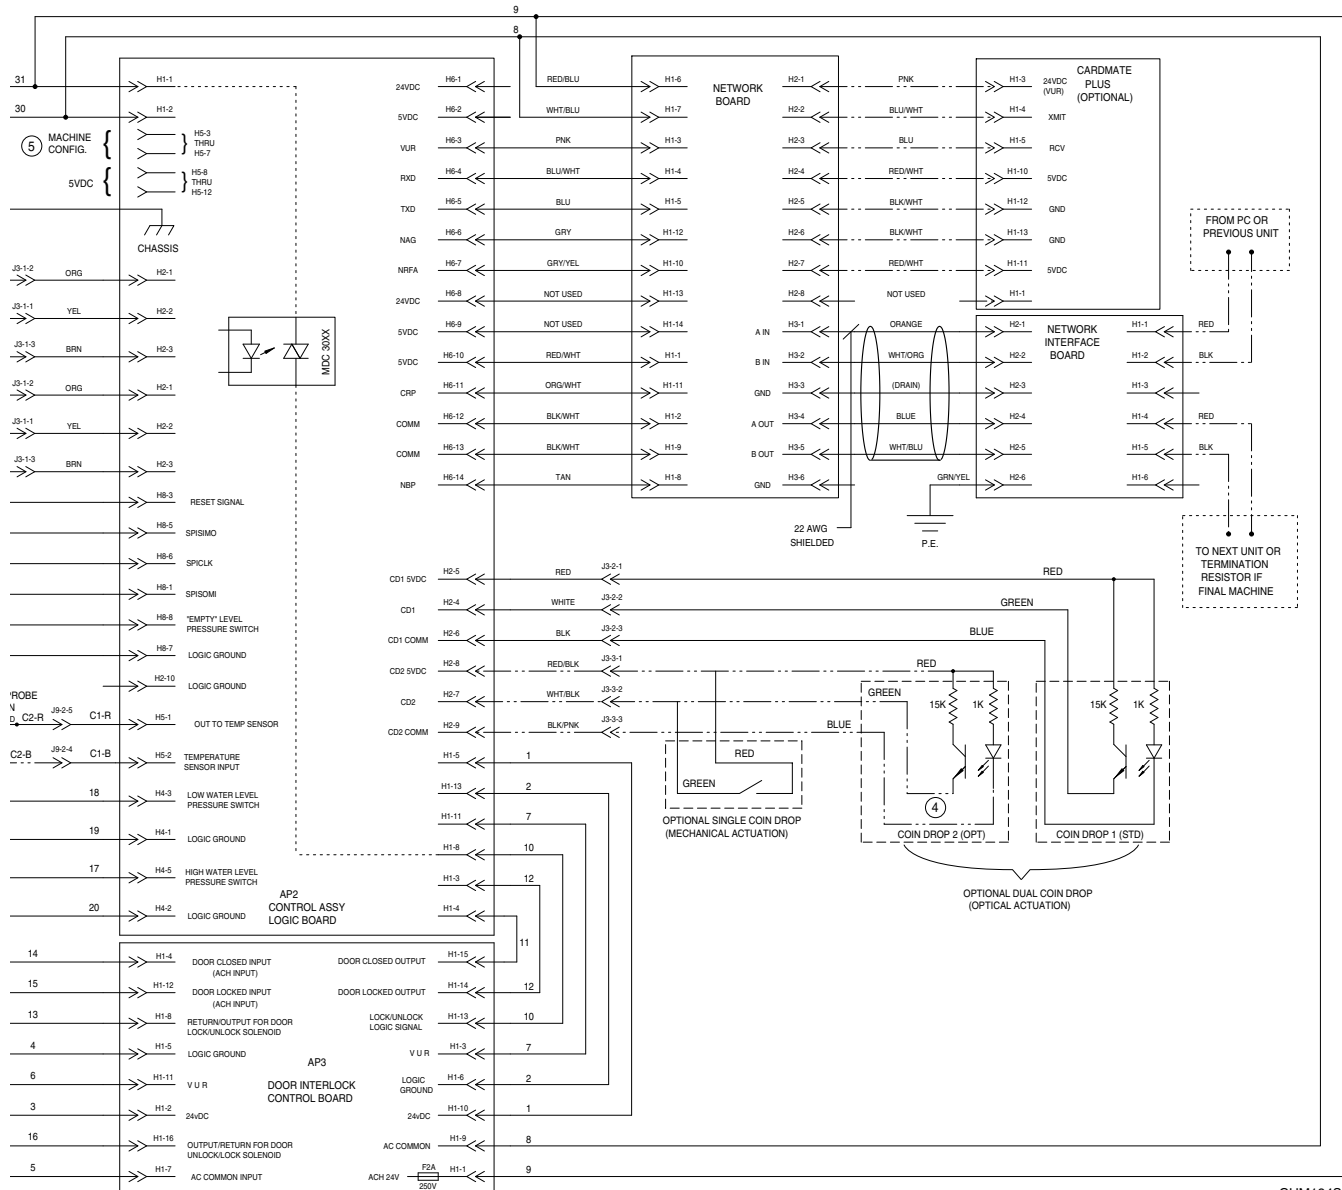 9
8
31
30
H1-1
H1-2
5
MACHINE
CONFIG.
H5-3
THRU
H5-7
5VDC
H5-8
THRU
H5-12
CHASSIS
J3-1-2 ORG H2-1
J3-1-1 YEL H2-2
J3-1-3 BRN H2-3
J3-1-2 ORG H2-1
J3-1-1 YEL H2-2
J3-1-3 BRN H2-3
MDC 30XX
H8-3 RESET SIGNAL
H8-5 SPISIMO
H8-6 SPICLK
H8-1 SPISOMI
H8-8 "EMPTY" LEVEL
PRESSURE SWITCH
H8-7 LOGIC GROUND
H2-10 LOGIC GROUND
'ROBE
N
D C2-R J9-2-5 C1-R H5-1 OUT TO TEMP SENSOR
C2-B J9-2-4 C1-B H5-2 TEMPERATURE
SENSOR INPUT
18 H4-3 LOW WATER LEVEL
PRESSURE SWITCH
19 H4-1 LOGIC GROUND
17 H4-5 HIGH WATER LEVEL
PRESSURE SWITCH
20 H4-2 LOGIC GROUND
AP2
CONTROL ASSY
LOGIC BOARD
24VDC H6-1 RED/BLU H1-6
5VDC H6-2 WHT/BLU H1-7
VUR H6-3 PNK H1-3
RXD H6-4 BLU/WHT H1-4
TXD H6-5 BLU H1-5
NAG H6-6 GRY H1-12
NRFA H6-7 GRY/YEL H1-10
24VDC H6-8 NOT USED H1-13
5VDC H6-9 NOT USED H1-14
5VDC H6-10 RED/WHT H1-1
CRP H6-11 ORG/WHT H1-11
COMM H6-12 BLK/WHT H1-2
COMM H6-13 BLK/WHT H1-9
NBP H6-14 TAN H1-8
NETWORK
BOARD
H2-1 PNK H1-3 24VDC
(VUR)
H2-2 BLU/WHT H1-4 XMIT
H2-3 BLU H1-5 RCV
H2-4 RED/WHT H1-10 5VDC
H2-5 BLK/WHT H1-12 GND
H2-6 BLK/WHT H1-13 GND
H2-7 RED/WHT H1-11 5VDC
H2-8 NOT USED H1-1
CARDMATE
PLUS
(OPTIONAL)
A IN H3-1 ORANGE H2-1
B IN H3-2 WHT/ORG H2-2
GND H3-3 (DRAIN) H2-3
A OUT H3-4 BLUE H2-4
B OUT H3-5 WHT/BLU H2-5
GND H3-6 GRN/YEL H2-6
22 AWG
SHIELDED
P.E.
NETWORK
INTERFACE
BOARD
H1-1 RED
H1-2 BLK
H1-3
H1-4 RED
H1-5 BLK
H1-6
FROM PC OR
PREVIOUS UNIT
TO NEXT UNIT OR
TERMINATION
RESISTOR IF
FINAL MACHINE
CD1 5VDC H2-5 RED J3-2-1 RED
CD1 H2-4 WHITE J3-2-2 GREEN
CD1 COMM H2-6 BLK J3-2-3 BLUE
CD2 5VDC H2-8 RED/BLK J3-3-1 RED
CD2 H2-7 WHT/BLK J3-3-2 GREEN
CD2 COMM H2-9 BLK/PNK J3-3-3 BLUE
RED
GREEN
OPTIONAL SINGLE COIN DROP
(MECHANICAL ACTUATION)
15K 1K
4
COIN DROP 2 (OPT)
15K 1K
COIN DROP 1 (STD)
OPTIONAL DUAL COIN DROP
(OPTICAL ACTUATION)
H1-5 1
H1-13 2
H1-11 7
H1-8 10
H1-3 12
H1-4
11
14 H1-4 DOOR CLOSED INPUT
(ACH INPUT)
15 H1-12 DOOR LOCKED INPUT
(ACH INPUT)
13 H1-8 RETURN/OUTPUT FOR DOOR
LOCK/UNLOCK SOLENOID
4 H1-5 LOGIC GROUND
6 H1-11 V U R
3 H1-2 24vDC
16 H1-16 OUTPUT/RETURN FOR DOOR
UNLOCK/LOCK SOLENOID
5 H1-7 AC COMMON INPUT
AP3
DOOR INTERLOCK
CONTROL BOARD
DOOR CLOSED OUTPUT H1-15
DOOR LOCKED OUTPUT H1-14 12
LOCK/UNLOCK
LOGIC SIGNAL H1-13 10
V U R H1-3 7
LOGIC
GROUND H1-6 2
24vDC H1-10 1
AC COMMON H1-9 8
ACH 24V F2A
250V H1-1 9